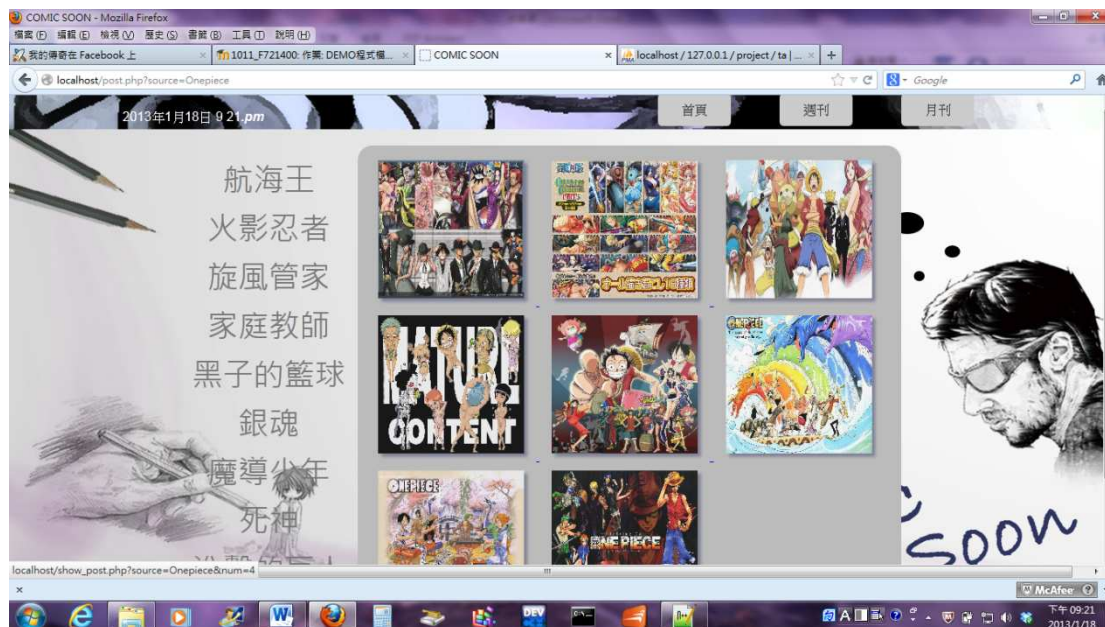 COMIC SOON - Mozilla Firefox
檔案(F) 編輯(E) 檢視(V) 歷史(S) 書籤(B) 工具(T) 說明(H)
我的傳奇在 Facebook 上 × 1011_F721400: 作業: DEMO程式檔... × COMIC SOON × localhost / 127.0.0.1 / project / ta |... × +
localhost/post.php?source=Onepiece Google
2013年1月18日 9 21.pm 首頁 週刊 月刊
航海王
火影忍者
旋風管家
家庭教師
黑子的籃球
銀魂
魔導少年
死神
MATURE
CONTENT
ONE PIECE
ONE PIECE
SOON
localhost/show_post.php?source=Onepiece&num=4
× McAfee
W DEV A 下午 09:21
2013/1/18